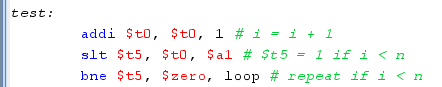 test:
addi $t0, $t0, 1 # i = i + 1
slt $t5, $t0, $a1 # $t5 = 1 if i < n
bne $t5, $zero, loop # repeat if i < n